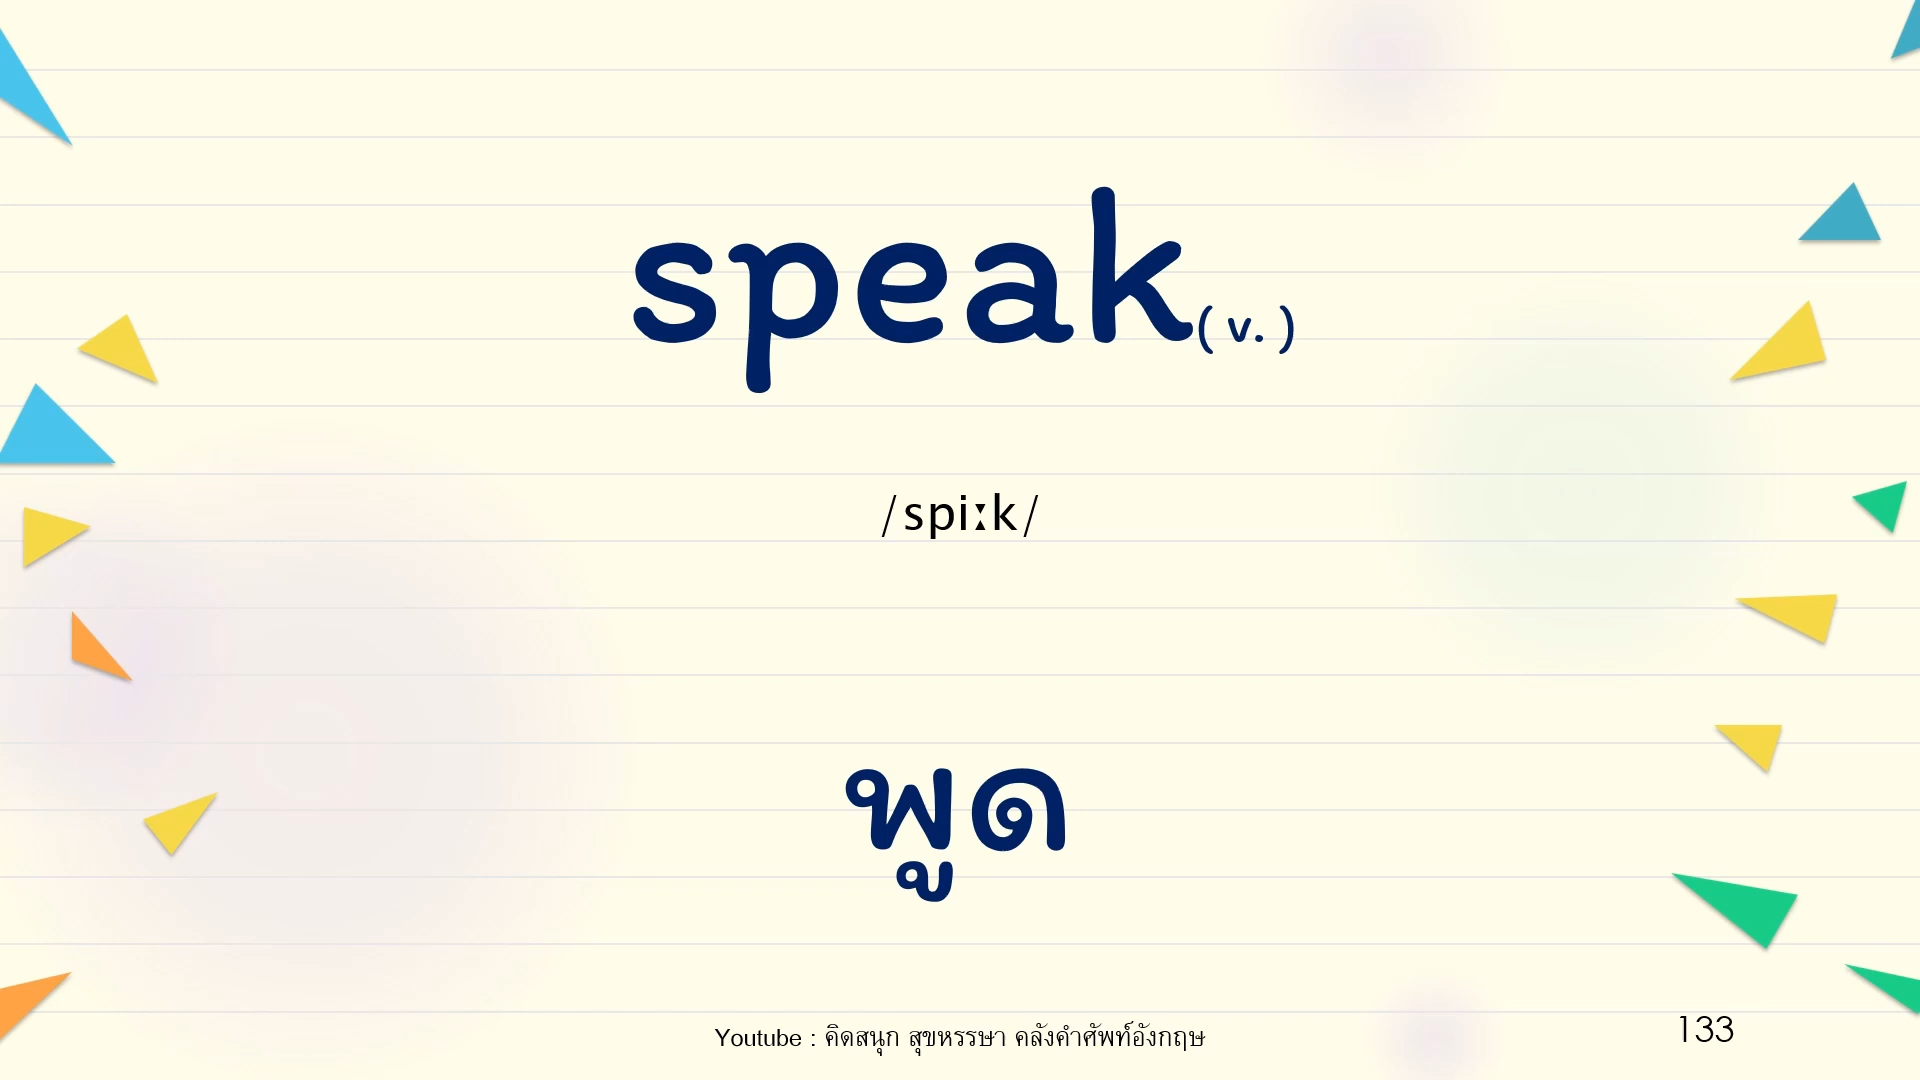 speak( v. )
/spiːk/
พูด
Youtube : คิดสนุก สุขหรรษา คลังคำศัพท์อังกฤษ
133